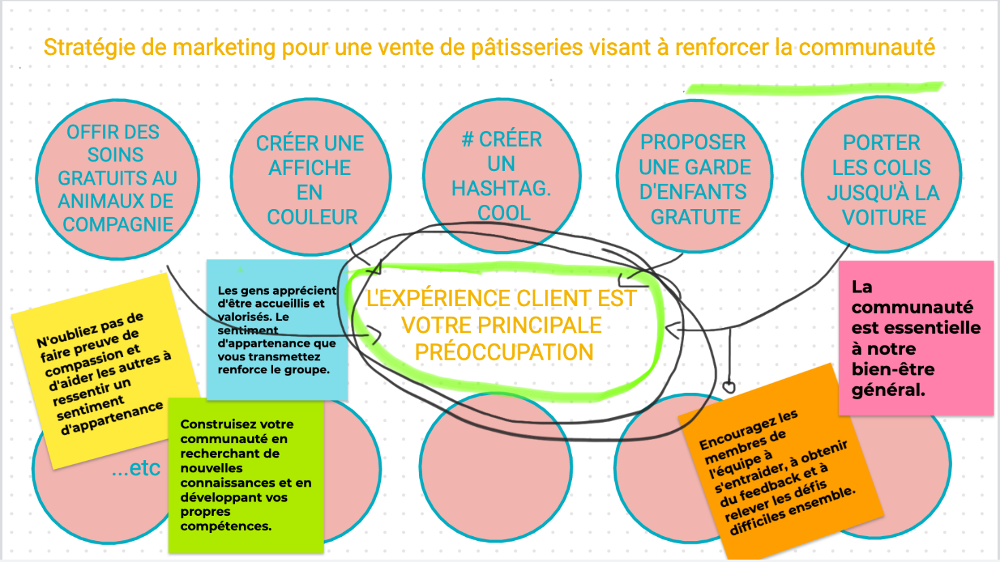 Stratégie de marketing pour une vente de pâtisseries visant à renforcer la communauté
OFFIR DES
SOINS
GRATUITS AU
ANIMAUX DE
COMPAGNIE
CRÉER UNE
AFFICHE
EN
COULEUR
# CRÉER
UN
HASHTAG.
COOL
PROPOSER
UNE GARDE
D'ENFANTS
GRATUTE
PORTER
LES COLIS
JUSQU'À LA
VOITURE
N'oubliez pas de
faire preuve de
compassion et
d'aider les autres à
ressentir un
sentiment
d'appartenance
Les gens apprécient
d'être accueillis et
valorisés. Le
sentiment
d'appartenance que
vous transmettez
renforce le groupe.
L'EXPÉRIENCE CLIENT EST
VOTRE PRINCIPALE
PRÉOCCUPATION
La
communauté
est essentielle
à notre
bien-être
général.
...etc
Construisez votre
communauté en
recherchant de
nouvelles
connaissances et en
développant vos
propres
compétences.
Encouragez les
membres de
l'équipe à
s'entraider, à obtenir
du feedback et à
relever les défis
difficiles ensemble.